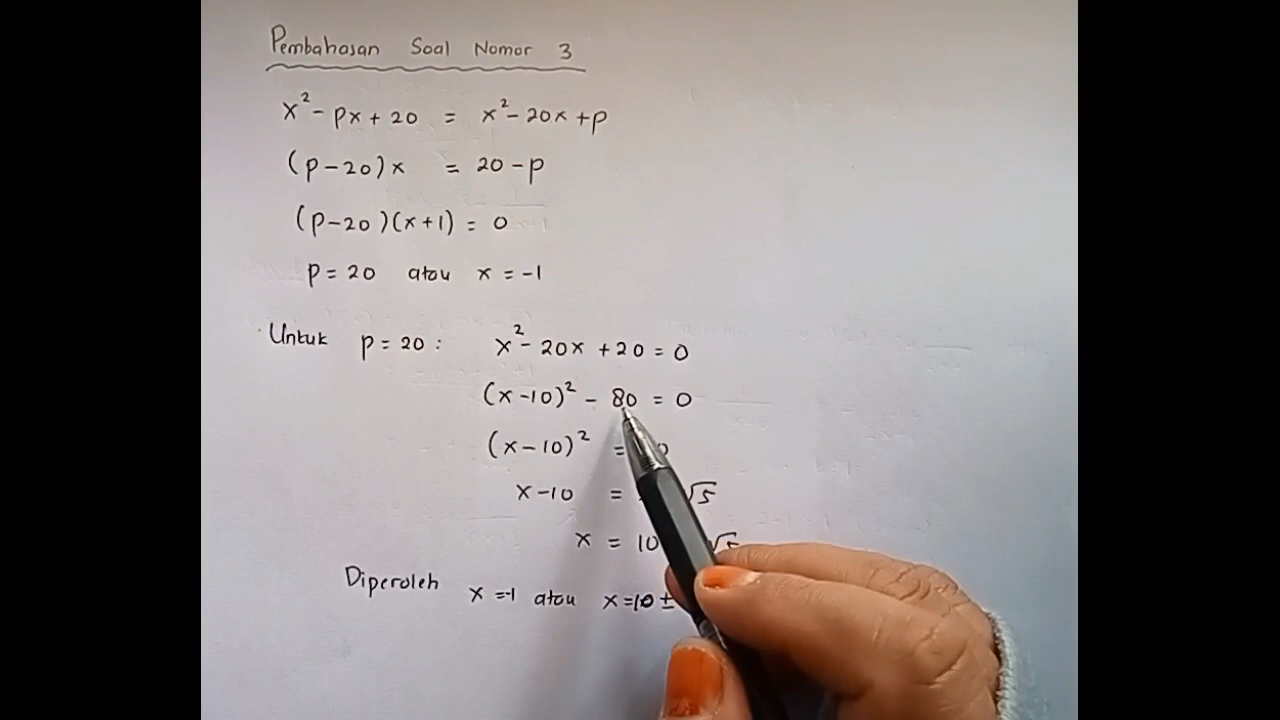 Pembahasan Soal Nomor 3
x² - px + 20 = x² - 20x + p
(p - 20)x = 20 - p
(p - 20)(x + 1) = 0
p = 20 atau x = -1
Untuk p = 20 : x² - 20x + 20 = 0
(x - 10)² - 80 = 0
(x - 10)² =
x - 10 = √5
x = 10
Diperoleh x = -1 atau x = 10 ±